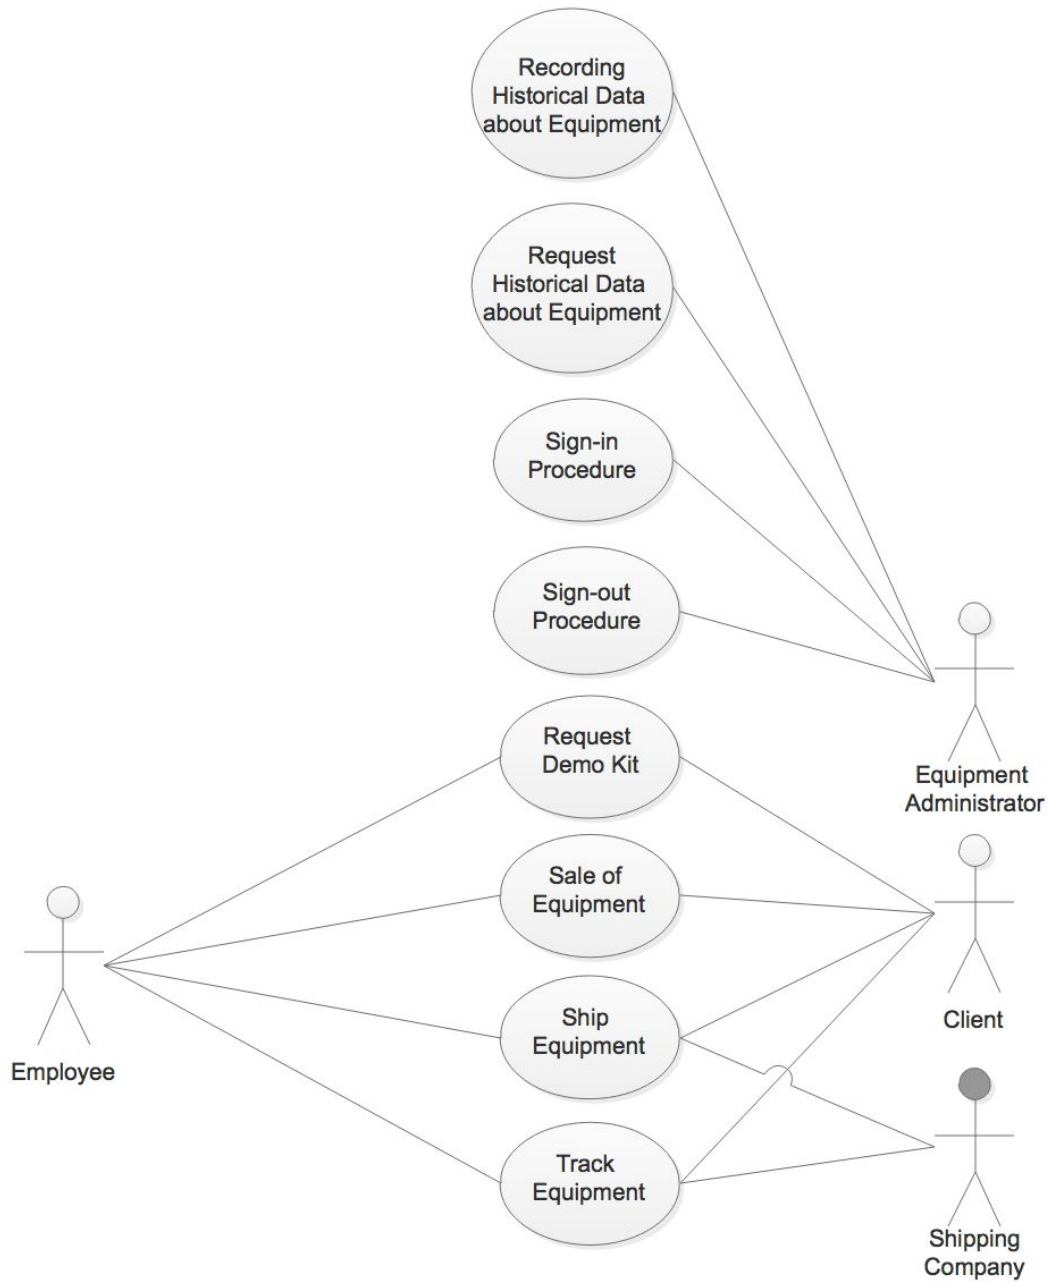 Recording
Historical Data
about Equipment
Request
Historical Data
about Equipment
Sign-in
Procedure
Sign-out
Procedure
Request
Demo Kit
Equipment
Administrator
Sale of
Equipment
Ship
Equipment
Client
Employee
Track
Equipment
Shipping
Company